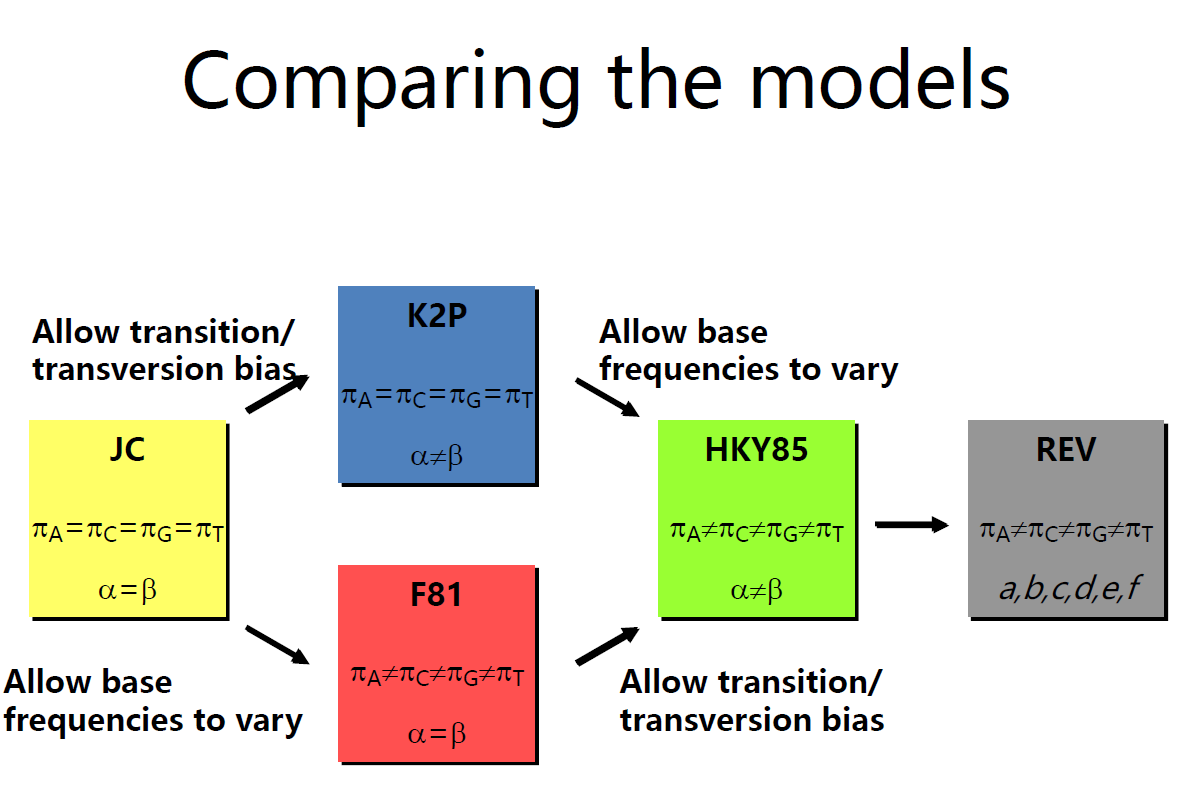 Comparing the models
Allow transition/
transversion bias
K2P
πA=πC=πG=πT
α≠β
Allow base
frequencies to vary
JC
πA=πC=πG=πT
α=β
HKY85
πA≠πC≠πG≠πT
α≠β
REV
πA≠πC≠πG≠πT
a,b,c,d,e,f
F81
πA≠πC≠πG≠πT
α=β
Allow base
frequencies to vary
Allow transition/
transversion bias